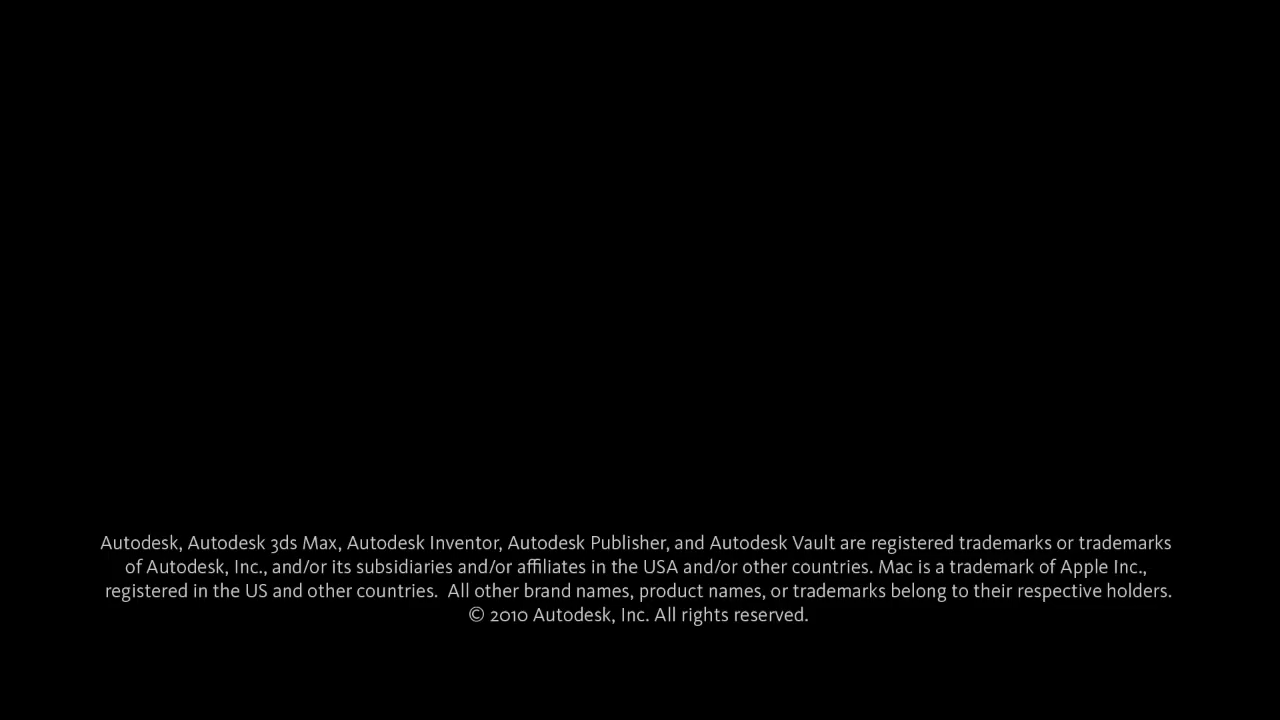 Autodesk, Autodesk 3ds Max, Autodesk Inventor, Autodesk Publisher, and Autodesk Vault are registered trademarks or trademarks
of Autodesk, Inc., and/or its subsidiaries and/or affiliates in the USA and/or other countries. Mac is a trademark of Apple Inc.,
registered in the US and other countries.  All other brand names, product names, or trademarks belong to their respective holders.
© 2010 Autodesk, Inc. All rights reserved.